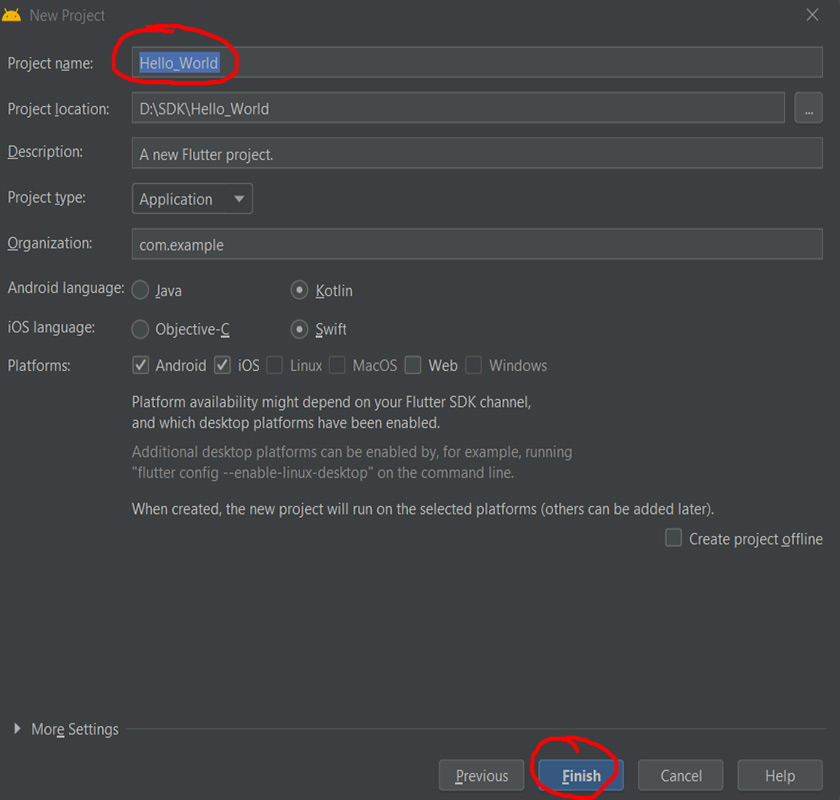 New Project
Project name: Hello_World
Project location: D:\SDK\Hello_World ...
Description: A new Flutter project.
Project type: Application
Organization: com.example
Android language: Java Kotlin
iOS language: Objective-C Swift
Platforms: Android iOS Linux MacOS Web Windows
Platform availability might depend on your Flutter SDK channel,
and which desktop platforms have been enabled.
Additional desktop platforms can be enabled by, for example, running
"flutter config --enable-linux-desktop" on the command line.
When created, the new project will run on the selected platforms (others can be added later).
Create project offline
More Settings
Previous Finish Cancel Help